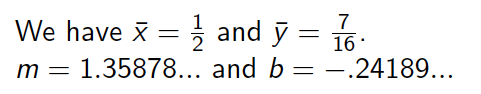 We have x̄ = 1/2 and ȳ = 7/16.
m = 1.35878... and b = −.24189...